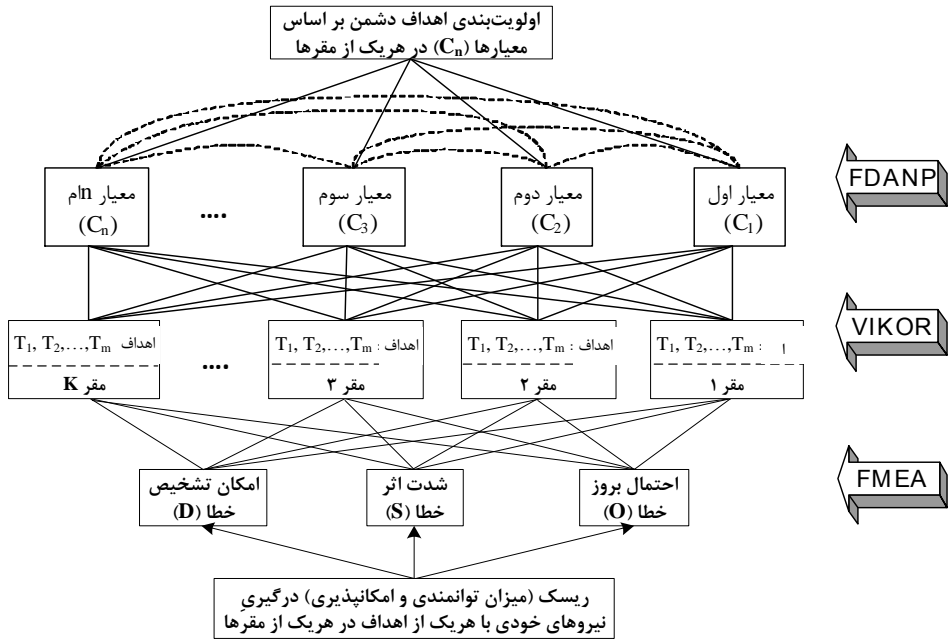 اولویت‌بندی اهداف دشمن بر اساس
معیارها (Cn) در هریک از مقرها
معیار اول
(C1)
معیار دوم
(C2)
معیار سوم
(C3)
....
معیار nام
(Cn)
FDANP
ا : T1, T2,…,Tm
مقر ۱
اهداف : T1, T2,…,Tm
مقر ۲
اهداف : T1, T2,…,Tm
مقر ۳
....
اهداف T1, T2,…,Tm
مقر K
VIKOR
احتمال بروز
خطا (O)
شدت اثر
خطا (S)
امکان تشخیص
خطا (D)
FMEA
ریسک (میزان توانمندی و امکانپذیری) درگیریِ
نیروهای خودی با هریک از اهداف در هریک از مقرها